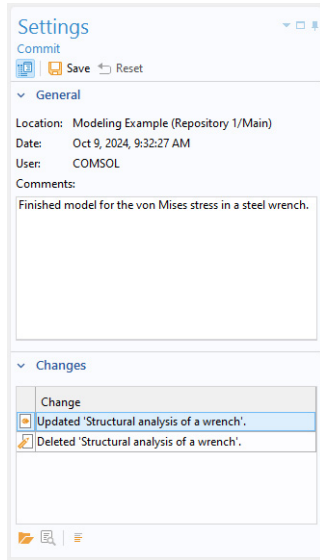 Settings
Commit
Save Reset
General
Location: Modeling Example (Repository 1/Main)
Date: Oct 9, 2024, 9:32:27 AM
User: COMSOL
Comments:
Finished model for the von Mises stress in a steel wrench.
Changes
Change
Updated 'Structural analysis of a wrench'.
Deleted 'Structural analysis of a wrench'.